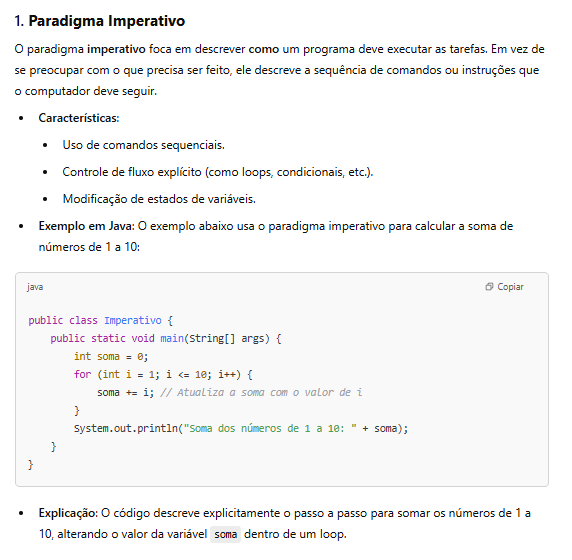 1. Paradigma Imperativo
O paradigma imperativo foca em descrever como um programa deve executar as tarefas. Em vez de
se preocupar com o que precisa ser feito, ele descreve a sequência de comandos ou instruções que
o computador deve seguir.
• Características:
• Uso de comandos sequenciais.
• Controle de fluxo explícito (como loops, condicionais, etc.).
• Modificação de estados de variáveis.
• Exemplo em Java: O exemplo abaixo usa o paradigma imperativo para calcular a soma de
números de 1 a 10:
java Copiar
public class Imperativo {
    public static void main(String[] args) {
        int soma = 0;
        for (int i = 1; i <= 10; i++) {
            soma += i; // Atualiza a soma com o valor de i
        }
        System.out.println("Soma dos números de 1 a 10: " + soma);
    }
}
• Explicação: O código descreve explicitamente o passo a passo para somar os números de 1 a
10, alterando o valor da variável soma dentro de um loop.